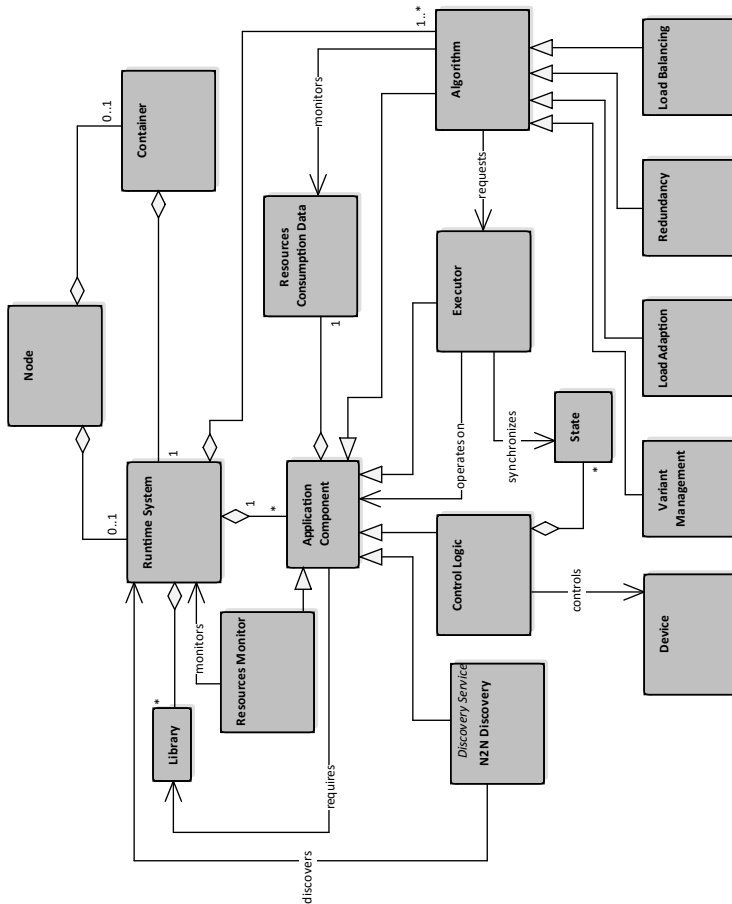 Node
Container
0..1
0..1
Runtime System
1
1
*
Library
*
monitors
Resources Monitor
requires
discovers
Application
Component
Resources
Consumption Data
1
monitors
1..*
Algorithm
requests
Executor
operates on
synchronizes
State
*
Control Logic
controls
Device
Discovery Service
N2N Discovery
Variant
Management
Load Adaption
Redundancy
Load Balancing